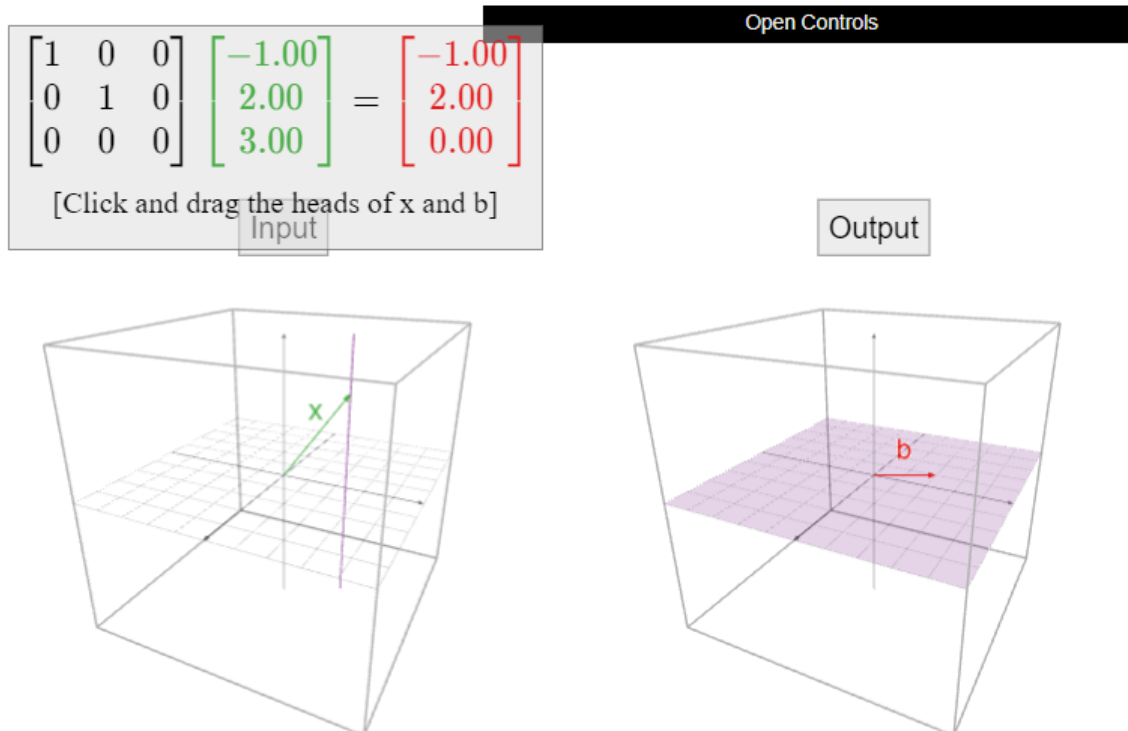 Open Controls
[1 0 0] [−1.00] [−1.00]
[0 1 0] [2.00] = [2.00]
[0 0 0] [3.00] [0.00]
[Click and drag the heads of x and b]
Input
Output
x
b